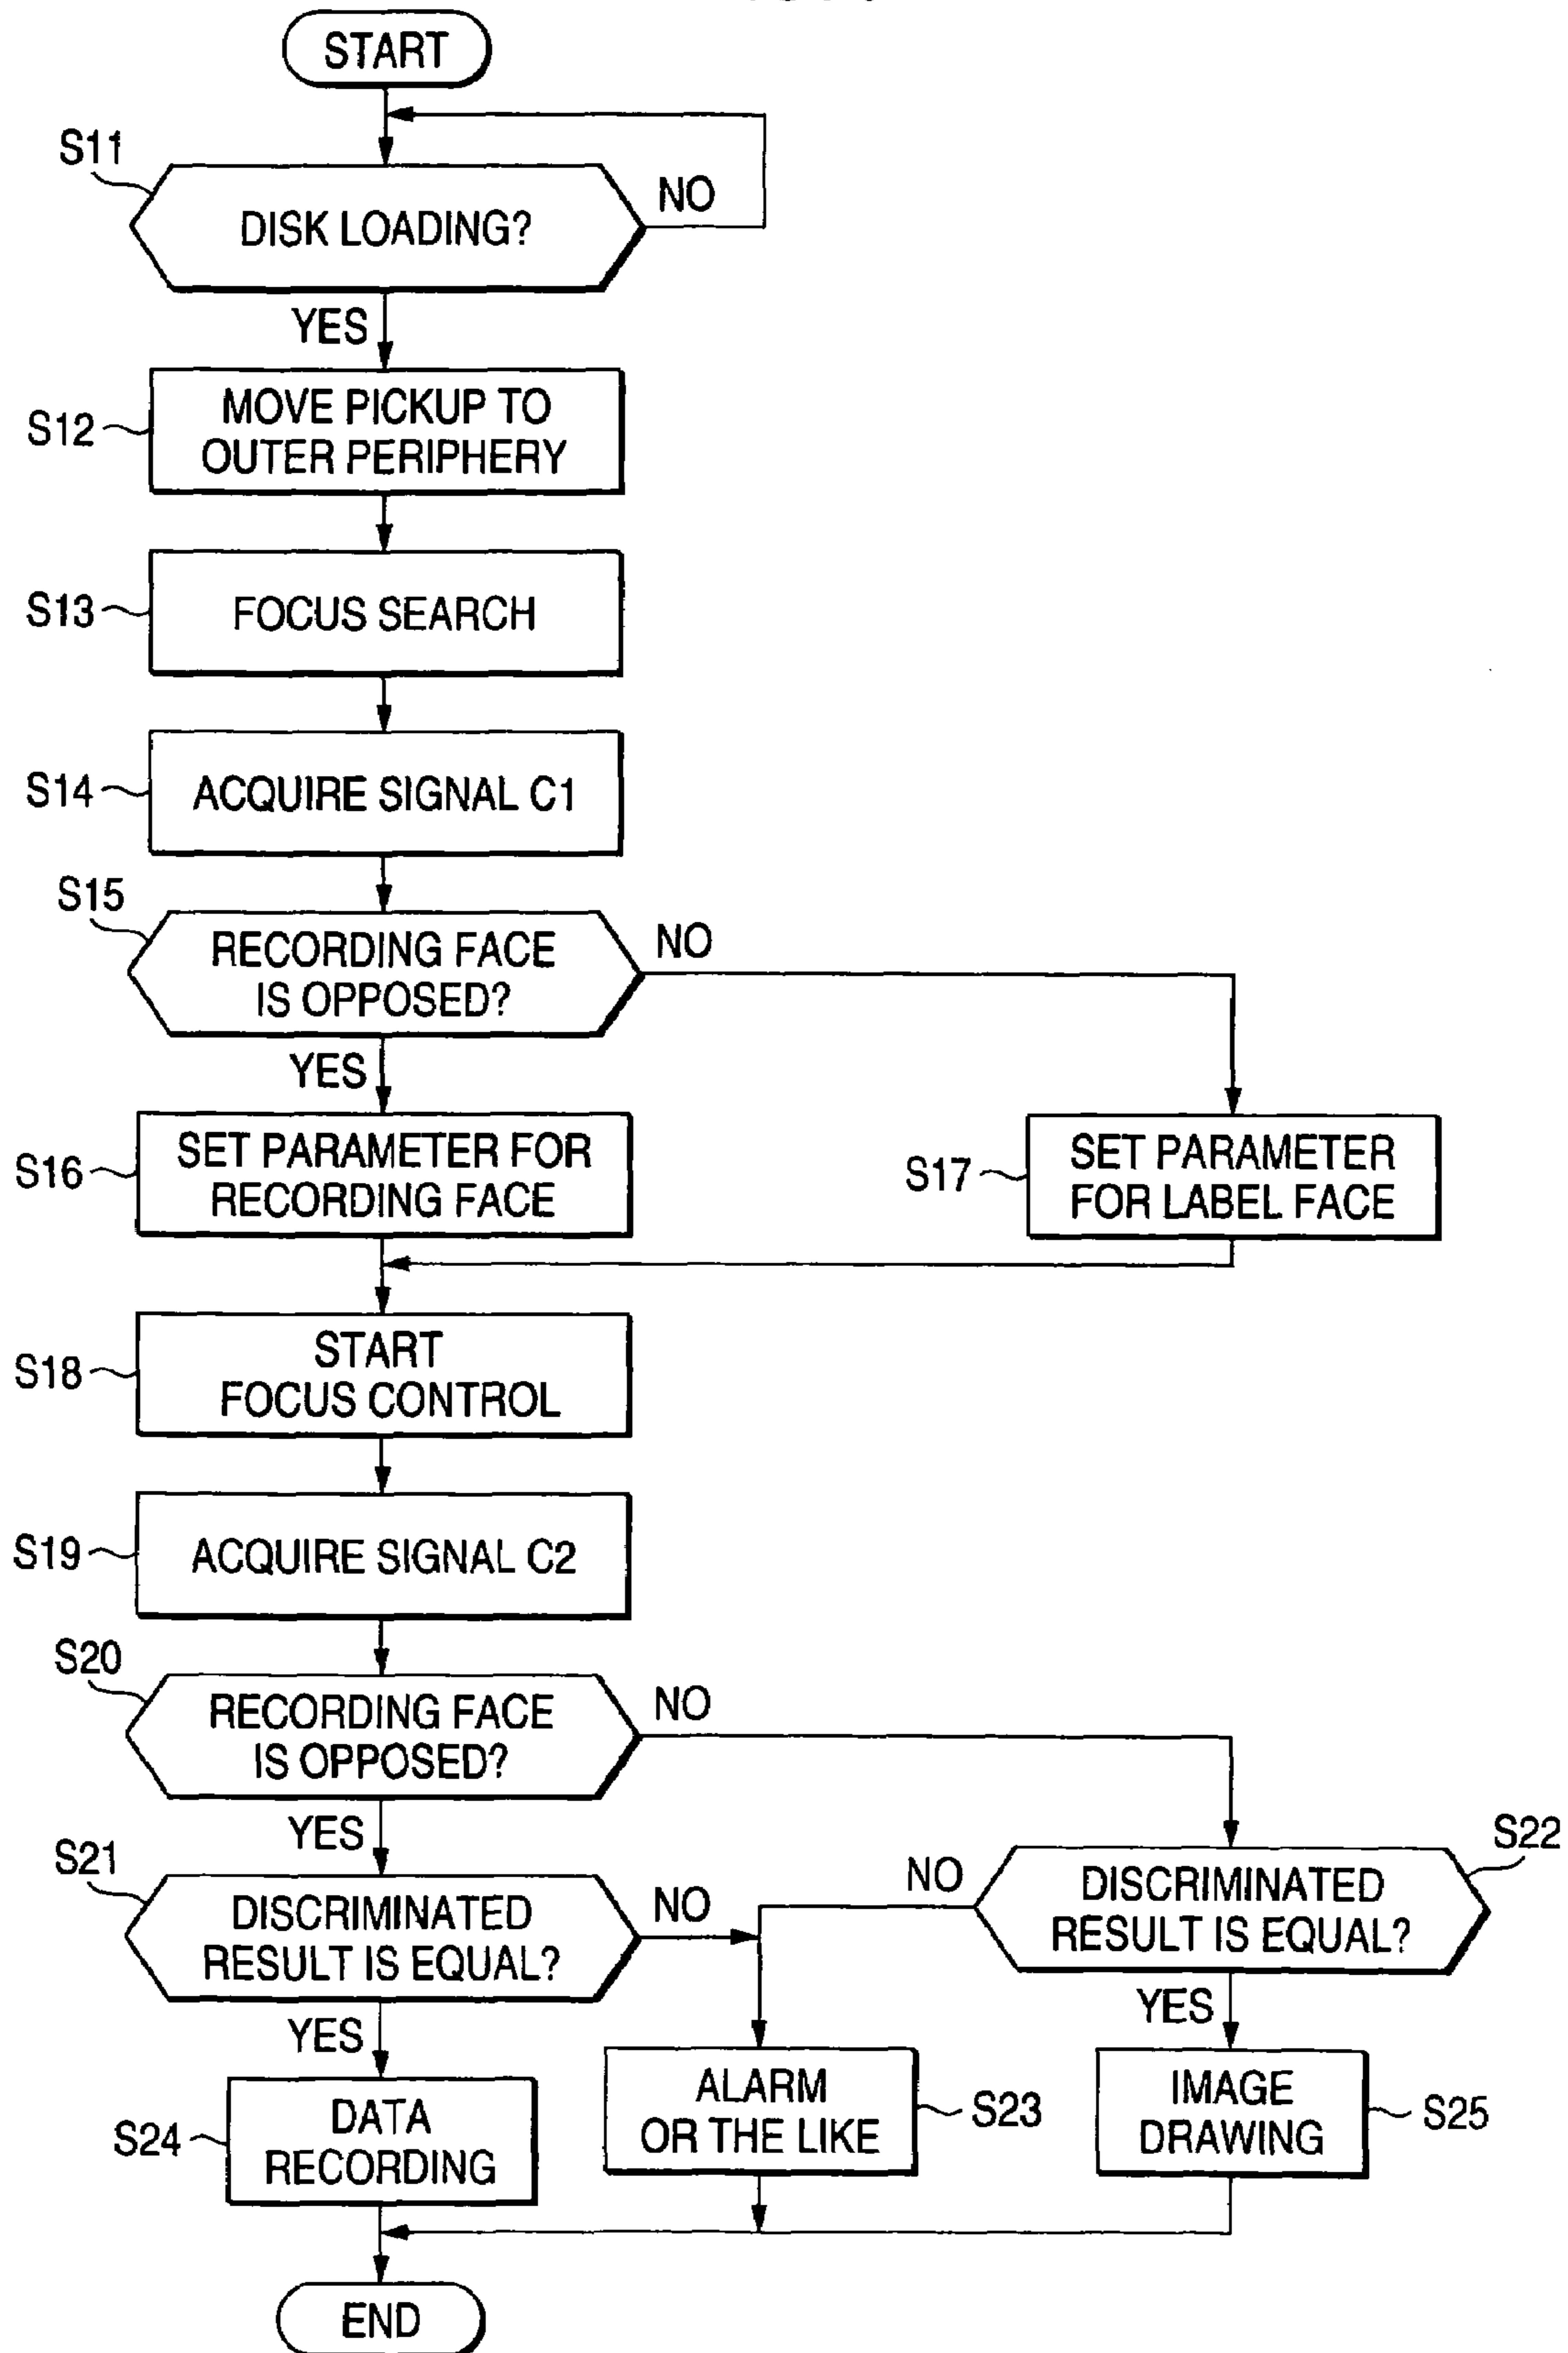 START
S11
DISK LOADING?
NO
YES
S12
MOVE PICKUP TO
OUTER PERIPHERY
S13
FOCUS SEARCH
S14
ACQUIRE SIGNAL C1
S15
RECORDING FACE
IS OPPOSED?
NO
YES
S16
SET PARAMETER FOR
RECORDING FACE
S17
SET PARAMETER
FOR LABEL FACE
S18
START
FOCUS CONTROL
S19
ACQUIRE SIGNAL C2
S20
RECORDING FACE
IS OPPOSED?
NO
YES
S21
DISCRIMINATED
RESULT IS EQUAL?
NO
YES
S22
DISCRIMINATED
RESULT IS EQUAL?
NO
YES
S24
DATA
RECORDING
ALARM
OR THE LIKE
S23
IMAGE
DRAWING
S25
END